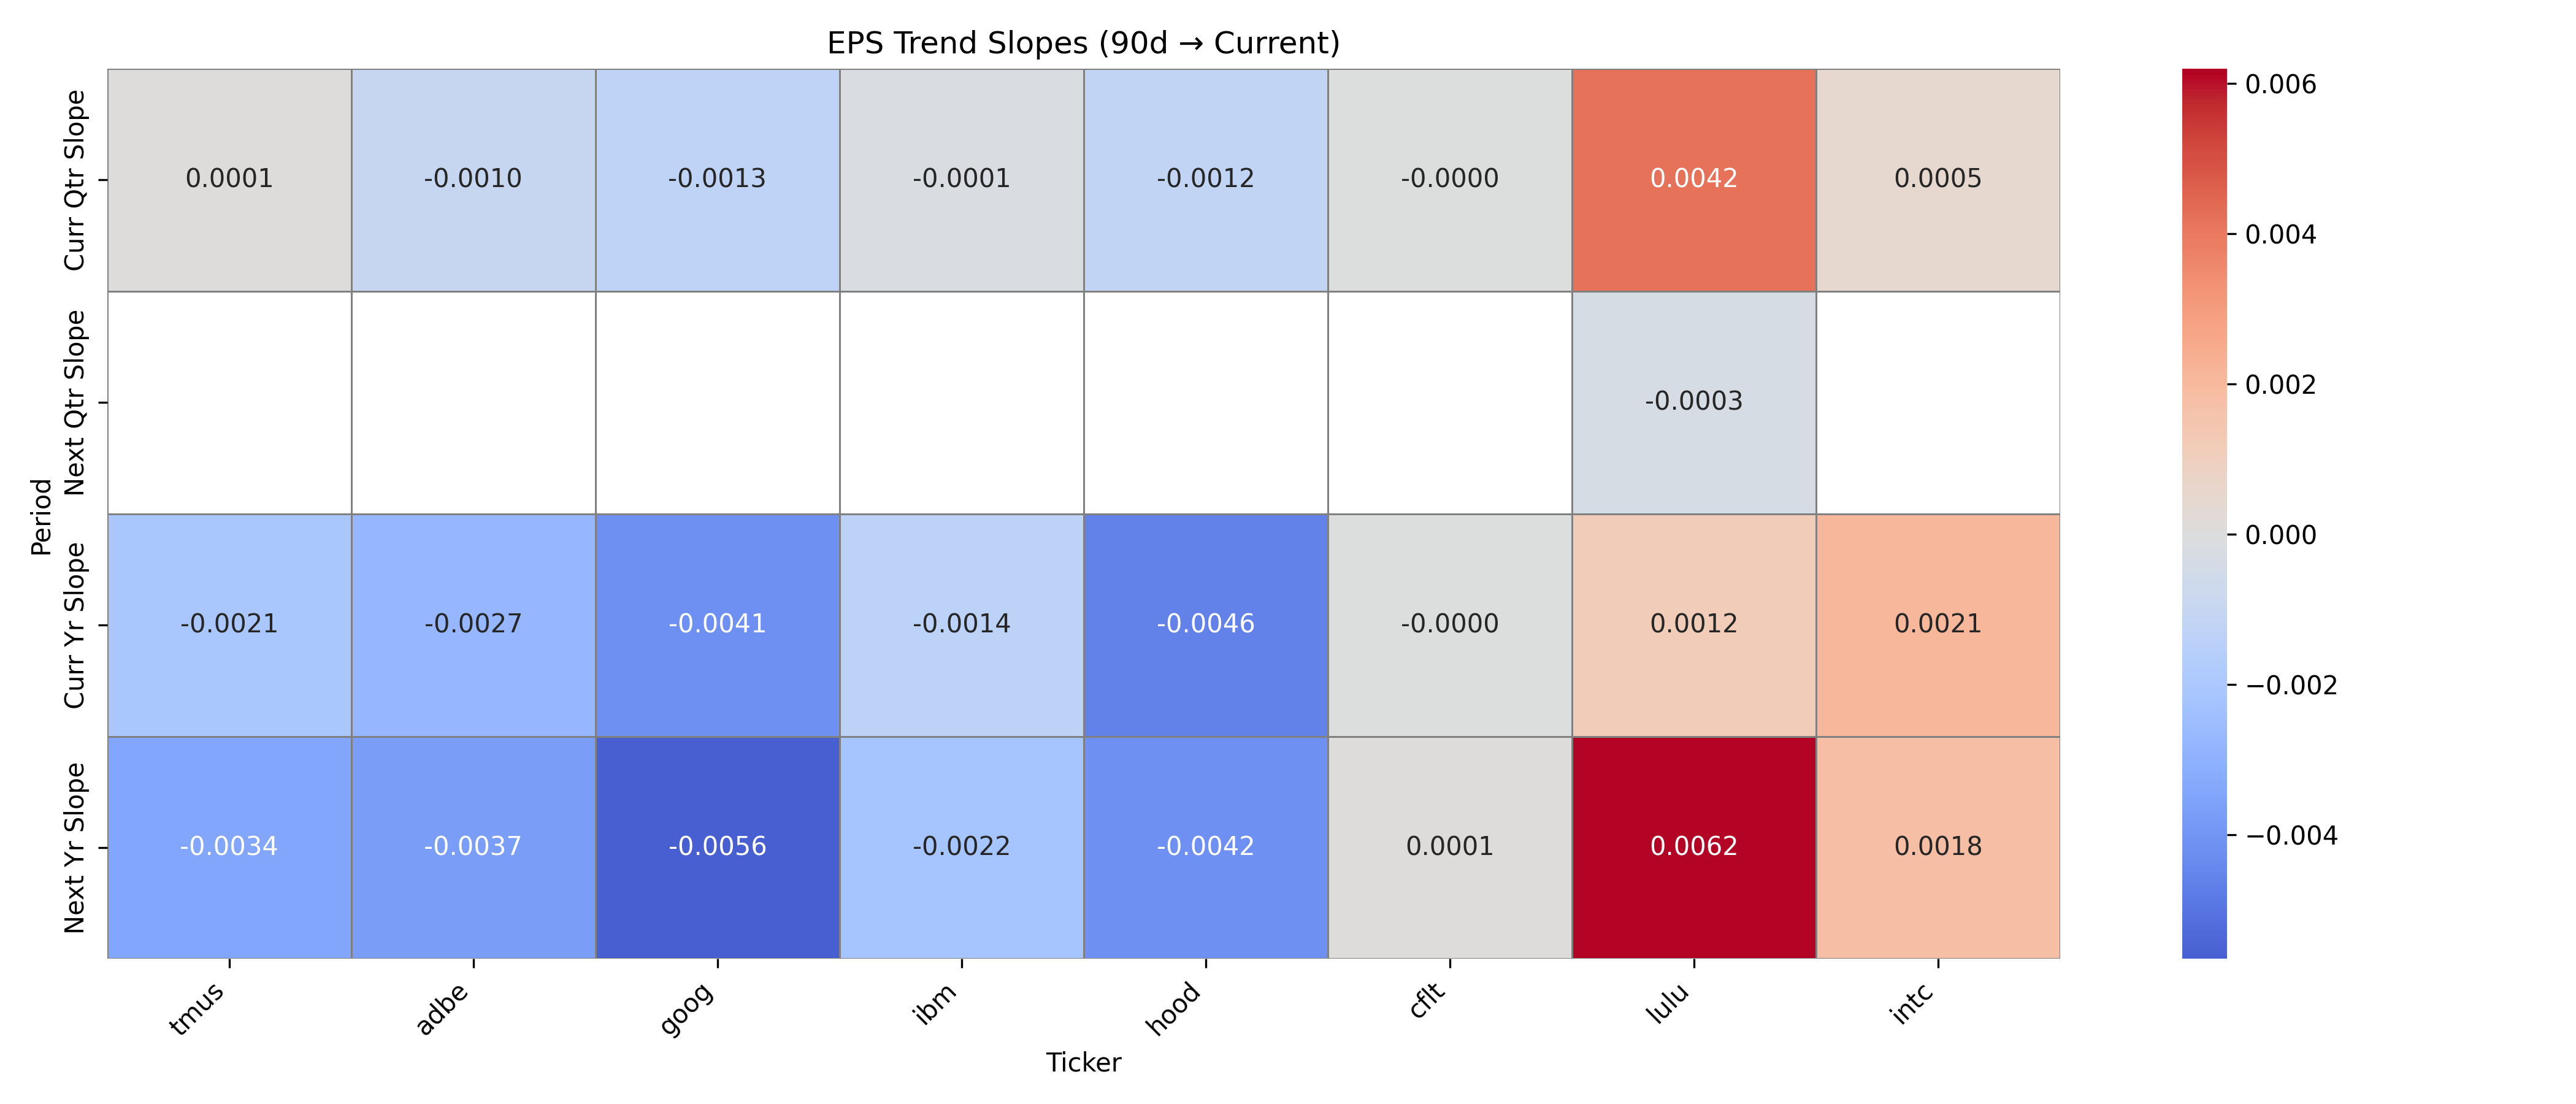 EPS Trend Slopes (90d → Current)
Period
Curr Qtr Slope
0.0001 -0.0010 -0.0013 -0.0001 -0.0012 -0.0000 0.0042 0.0005
Next Qtr Slope
-0.0003
Curr Yr Slope
-0.0021 -0.0027 -0.0041 -0.0014 -0.0046 -0.0000 0.0012 0.0021
Next Yr Slope
-0.0034 -0.0037 -0.0056 -0.0022 -0.0042 0.0001 0.0062 0.0018
tmus adbe goog ibm hood cflt lulu intc
Ticker
0.006
0.004
0.002
0.000
−0.002
−0.004